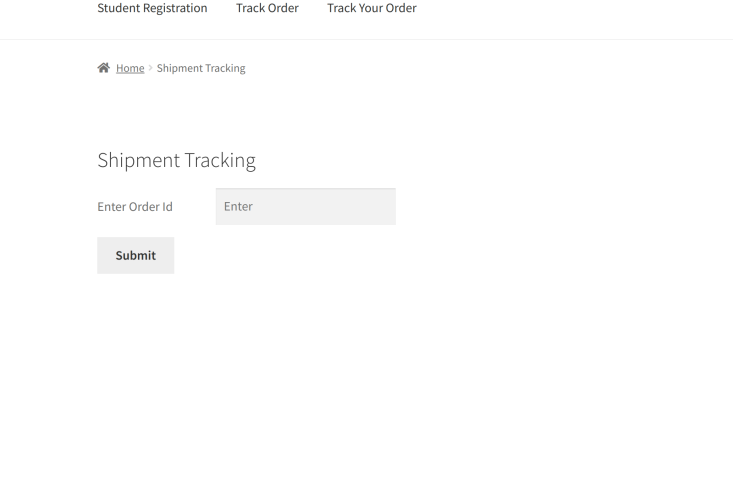 Student Registration Track Order Track Your Order
Home › Shipment Tracking
Shipment Tracking
Enter Order Id Enter
Submit